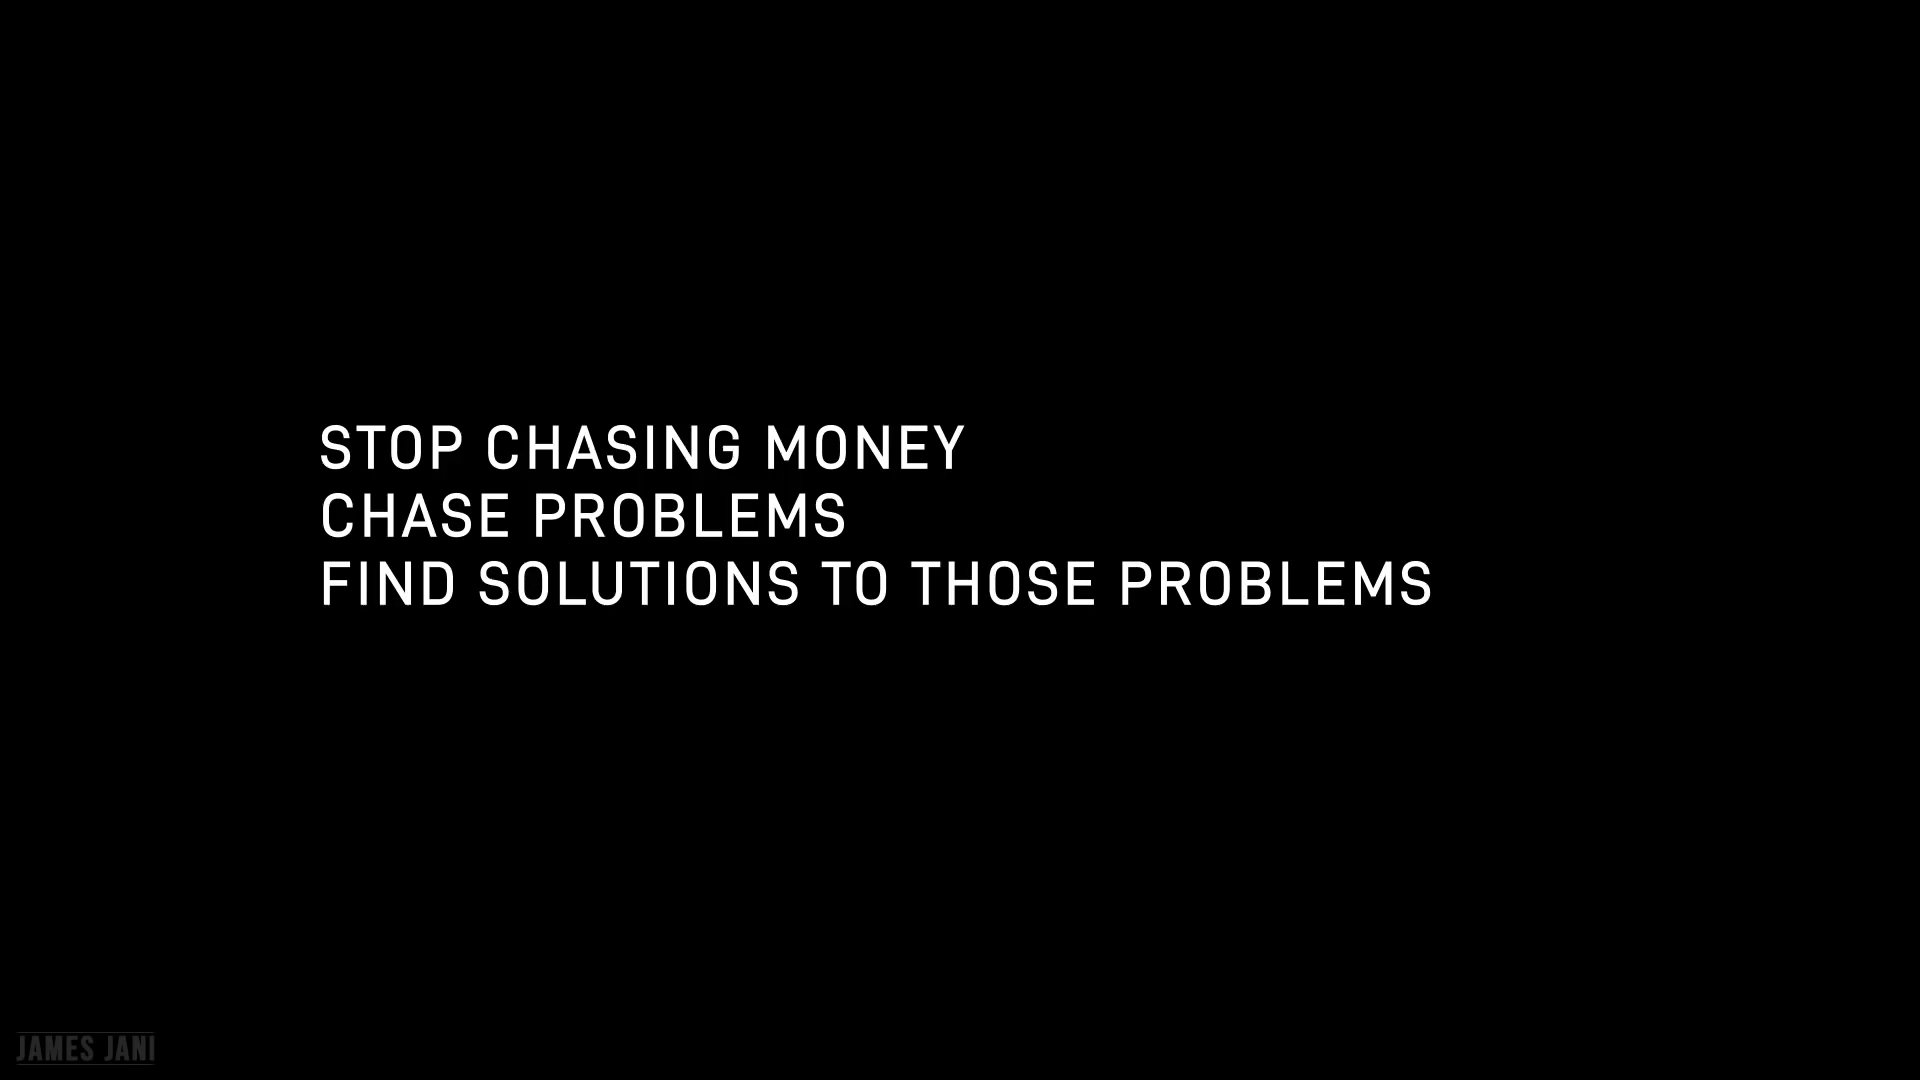 STOP CHASING MONEY
CHASE PROBLEMS
FIND SOLUTIONS TO THOSE PROBLEMS
JAMES JANI